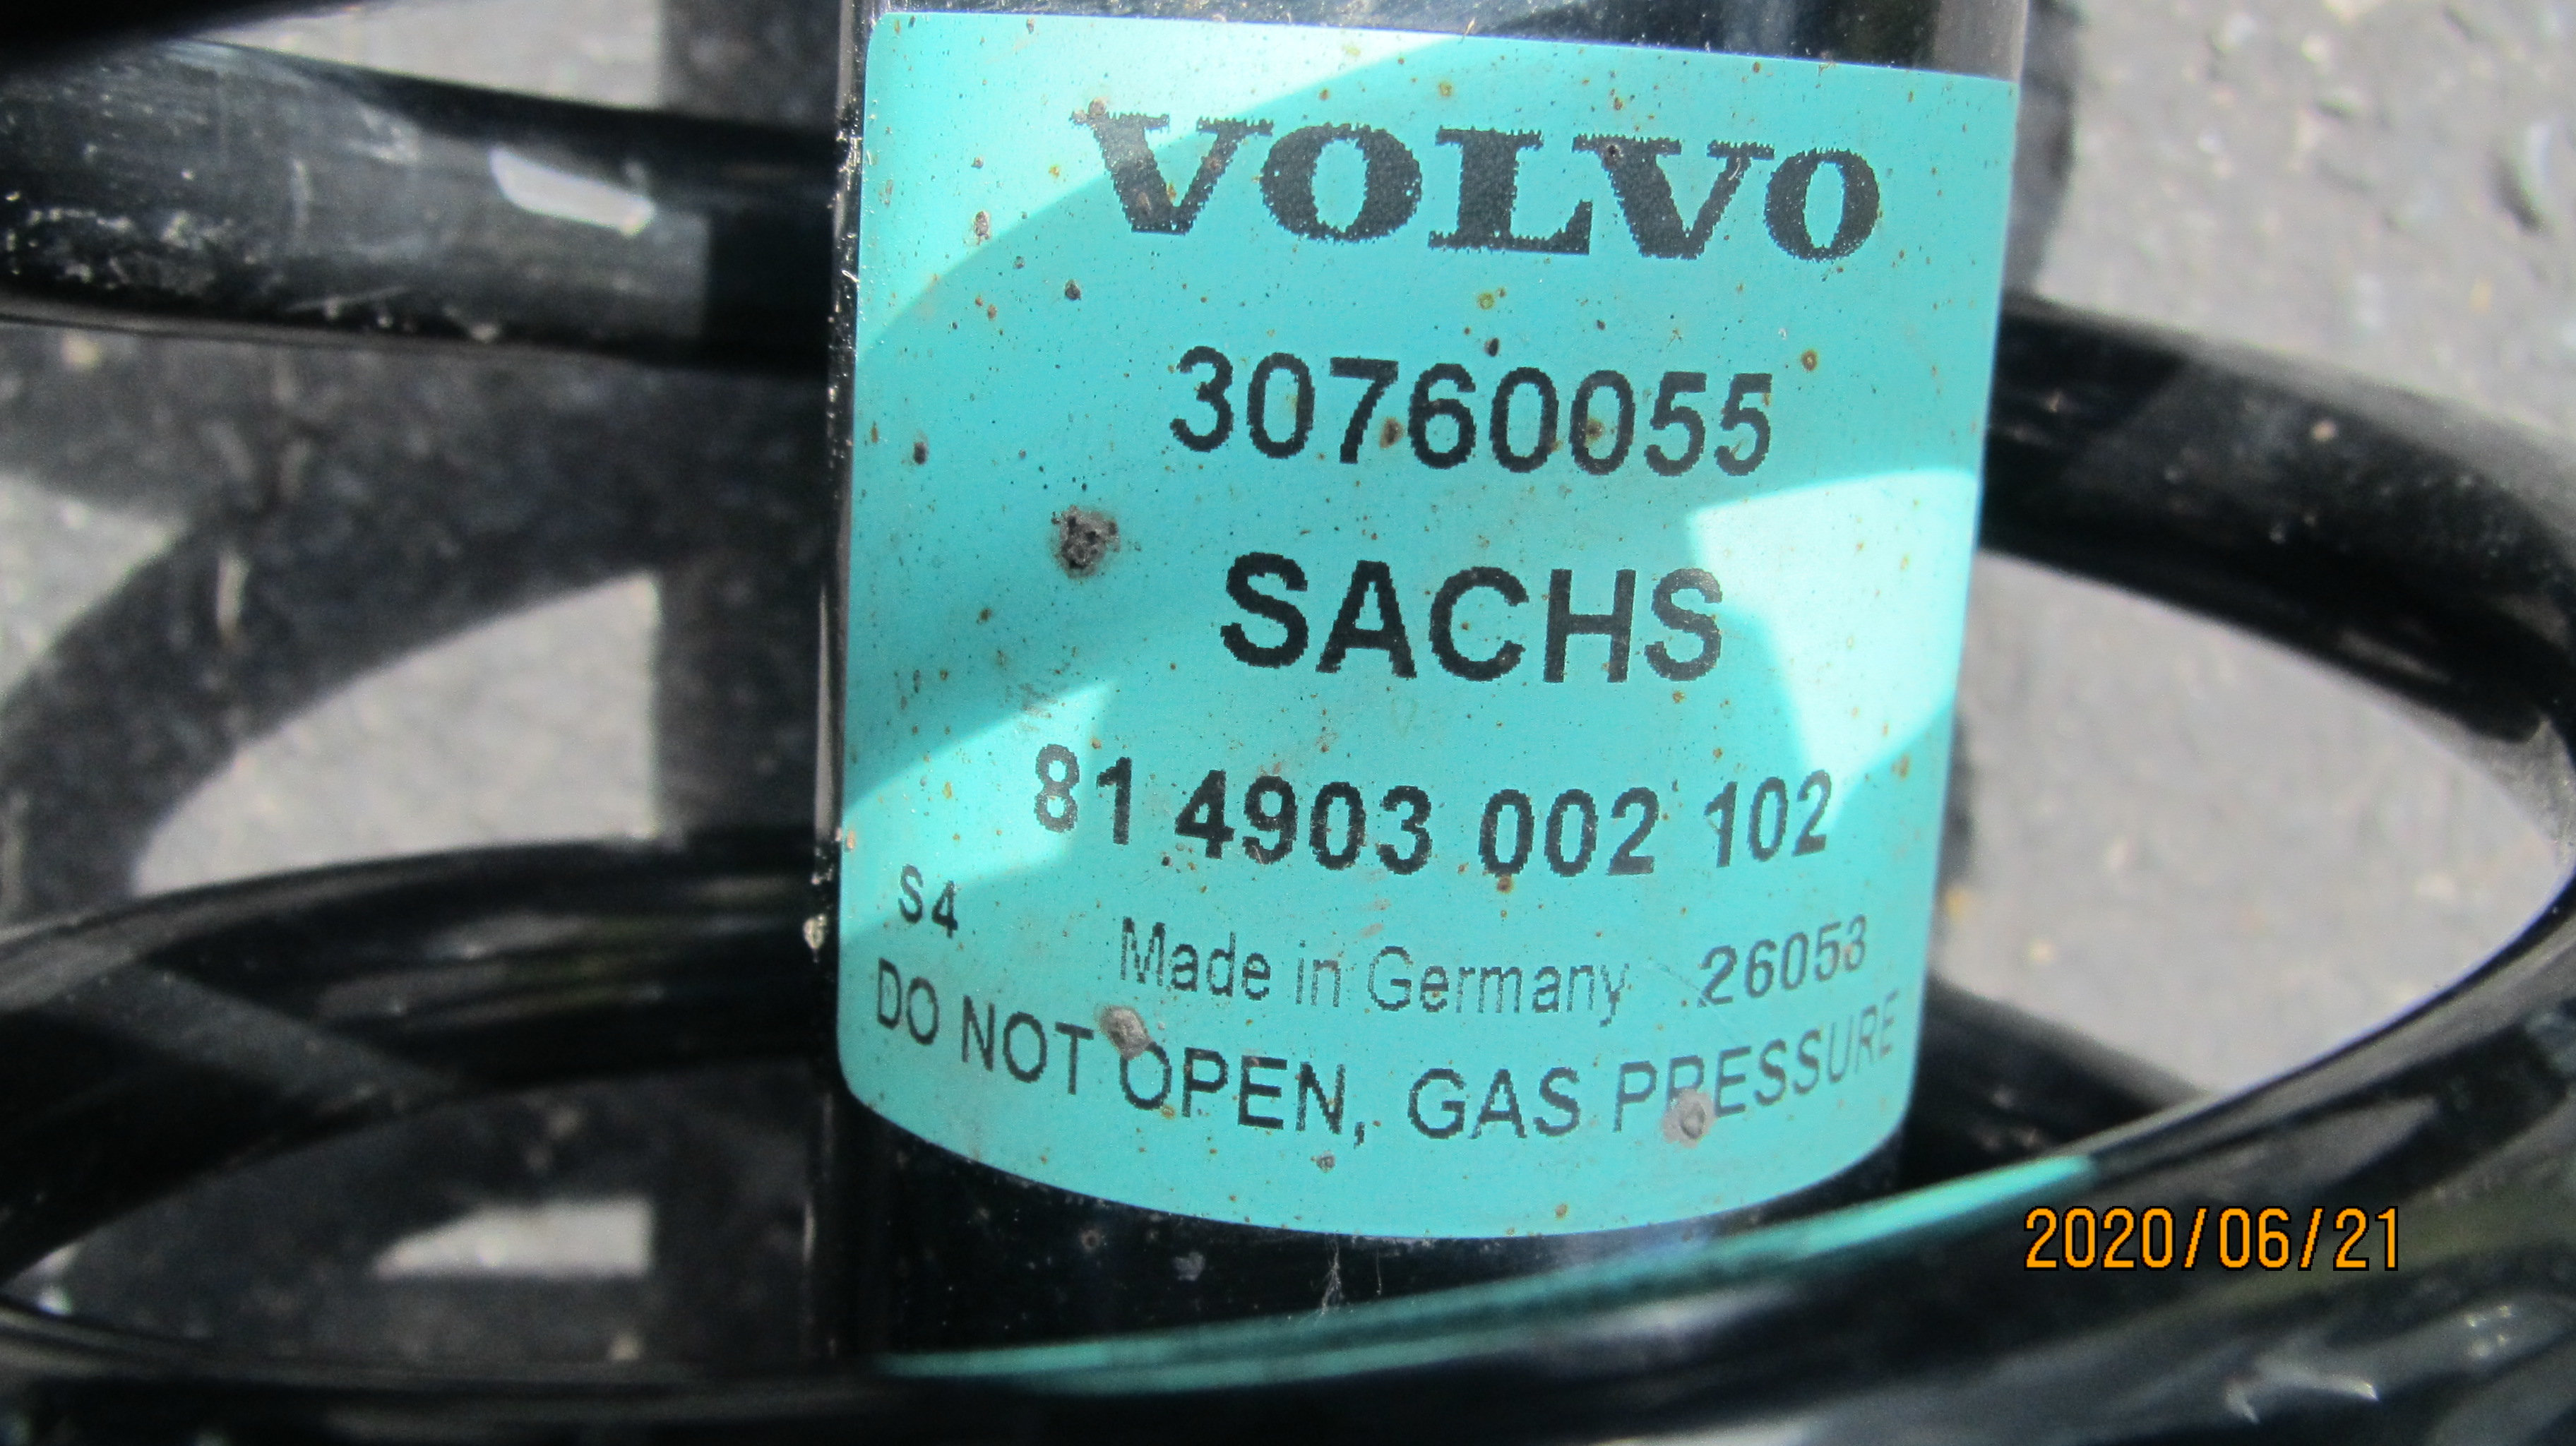 VOLVO
30760055
SACHS
81 4903 002 102
S4
Made in Germany 26053
DO NOT OPEN, GAS PRESSURE
2020/06/21